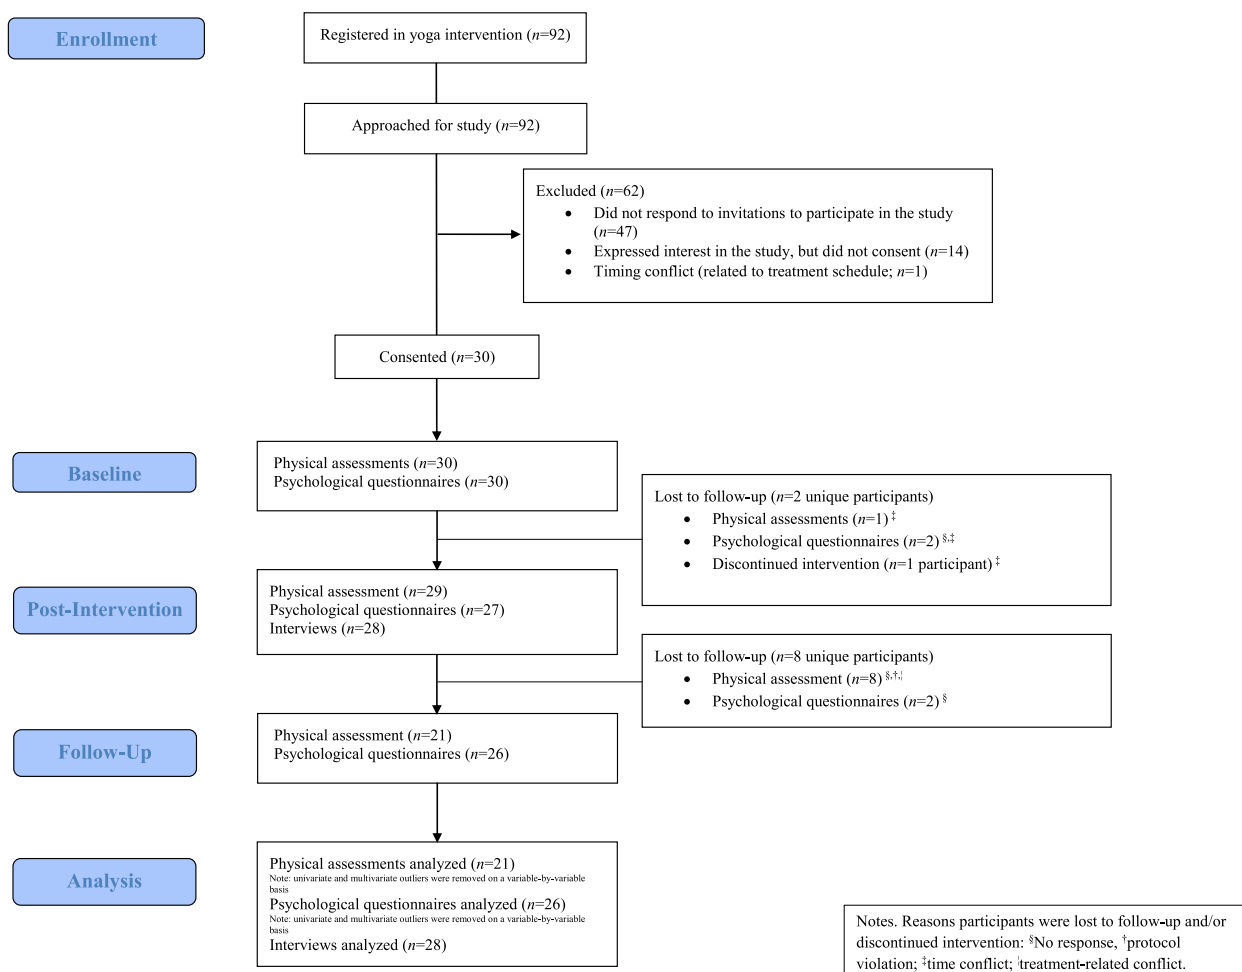 Enrollment
Registered in yoga intervention (n=92)
Approached for study (n=92)
Excluded (n=62)
• Did not respond to invitations to participate in the study
(n=47)
• Expressed interest in the study, but did not consent (n=14)
• Timing conflict (related to treatment schedule; n=1)
Consented (n=30)
Baseline
Physical assessments (n=30)
Psychological questionnaires (n=30)
Lost to follow-up (n=2 unique participants)
• Physical assessments (n=1) ‡
• Psychological questionnaires (n=2) §,‡
• Discontinued intervention (n=1 participant) ‡
Post-Intervention
Physical assessment (n=29)
Psychological questionnaires (n=27)
Interviews (n=28)
Lost to follow-up (n=8 unique participants)
• Physical assessment (n=8) §,†,¦
• Psychological questionnaires (n=2) §
Follow-Up
Physical assessment (n=21)
Psychological questionnaires (n=26)
Analysis
Physical assessments analyzed (n=21)
Note: univariate and multivariate outliers were removed on a variable-by-variable
basis
Psychological questionnaires analyzed (n=26)
Note: univariate and multivariate outliers were removed on a variable-by-variable
basis
Interviews analyzed (n=28)
Notes. Reasons participants were lost to follow-up and/or
discontinued intervention: §No response, †protocol
violation; ‡time conflict; ¦treatment-related conflict.